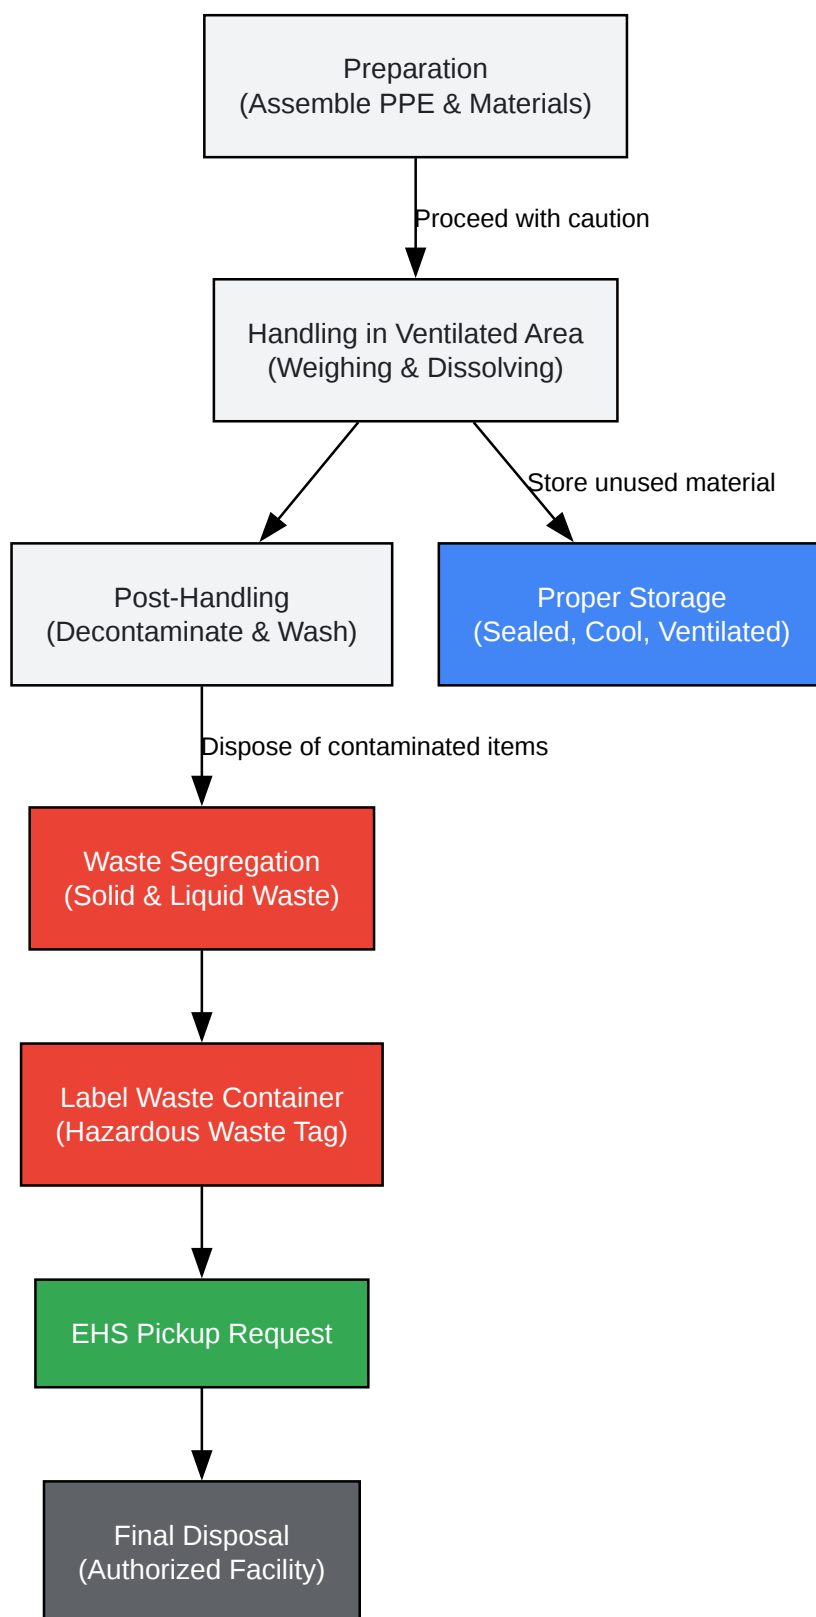 Preparation
(Assemble PPE & Materials)
Proceed with caution
Handling in Ventilated Area
(Weighing & Dissolving)
Store unused material
Post-Handling
(Decontaminate & Wash)
Proper Storage
(Sealed, Cool, Ventilated)
Dispose of contaminated items
Waste Segregation
(Solid & Liquid Waste)
Label Waste Container
(Hazardous Waste Tag)
EHS Pickup Request
Final Disposal
(Authorized Facility)